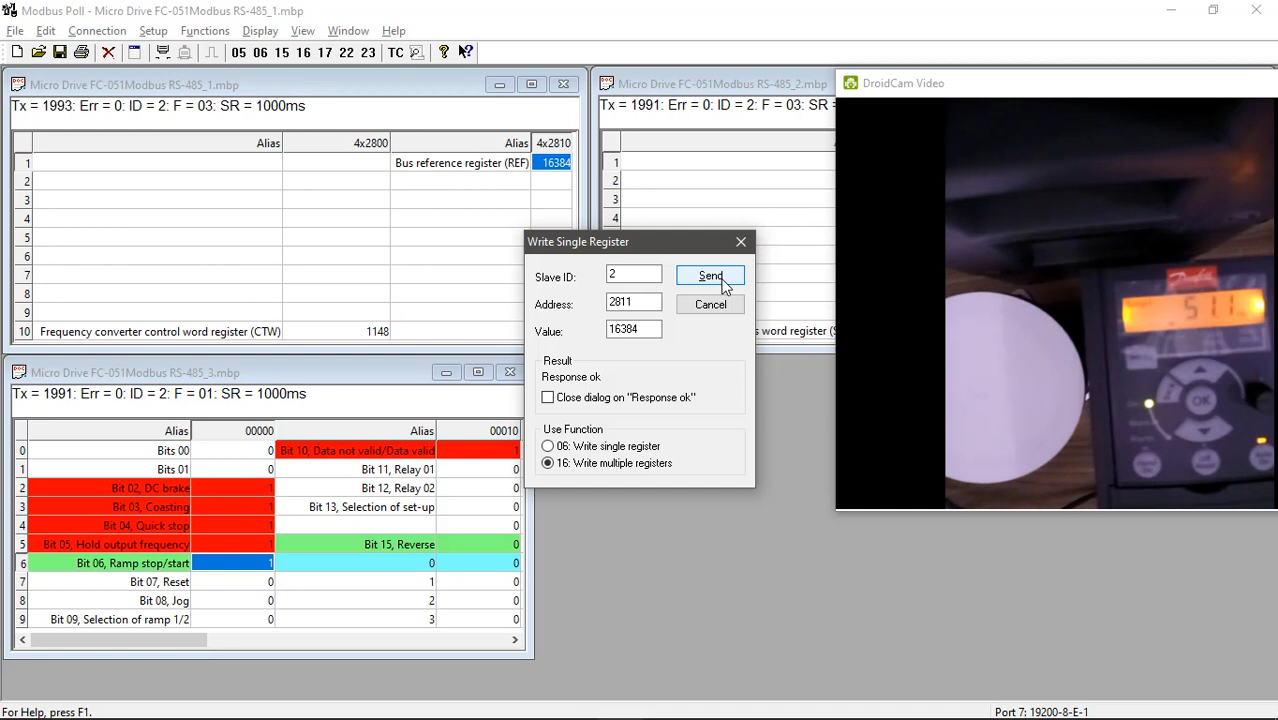 Modbus Poll - Micro Drive FC-051Modbus RS-485_1.mbp
File Edit Connection Setup Functions Display View Window Help
05 06 15 16 17 22 23 TC
Micro Drive FC-051Modbus RS-485_1.mbp
Tx = 1993: Err = 0: ID = 2: F = 03: SR = 1000ms
Alias 4x2800 Alias 4x2810
1 Bus reference register (REF) 16384
2
3
4
5
6
7
8
9
10 Frequency converter control word register (CTW) 1148
Micro Drive FC-051Modbus RS-485_2.mbp
Tx = 1991: Err = 0: ID = 2: F = 03: SR =
1
2
3
4
s word register (S
DroidCam Video
Danfoss
51.1
OK
Write Single Register
Slave ID: 2 Send
Address: 2811 Cancel
Value: 16384
Result
Response ok
Close dialog on "Response ok"
Use Function
06: Write single register
16: Write multiple registers
Micro Drive FC-051Modbus RS-485_3.mbp
Tx = 1991: Err = 0: ID = 2: F = 01: SR = 1000ms
Alias 00000 Alias 00010
0 Bits 00 0 Bit 10, Data not valid/Data valid 1
1 Bits 01 0 Bit 11, Relay 01 0
2 Bit 02, DC brake 1 Bit 12, Relay 02 0
3 Bit 03, Coasting 1 Bit 13, Selection of set-up 0
4 Bit 04, Quick stop 1 0
5 Bit 05, Hold output frequency 1 Bit 15, Reverse 0
6 Bit 06, Ramp stop/start 1 0 0
7 Bit 07, Reset 0 1 0
8 Bit 08, Jog 0 2 0
9 Bit 09, Selection of ramp 1/2 0 3 0
For Help, press F1. Port 7: 19200-8-E-1